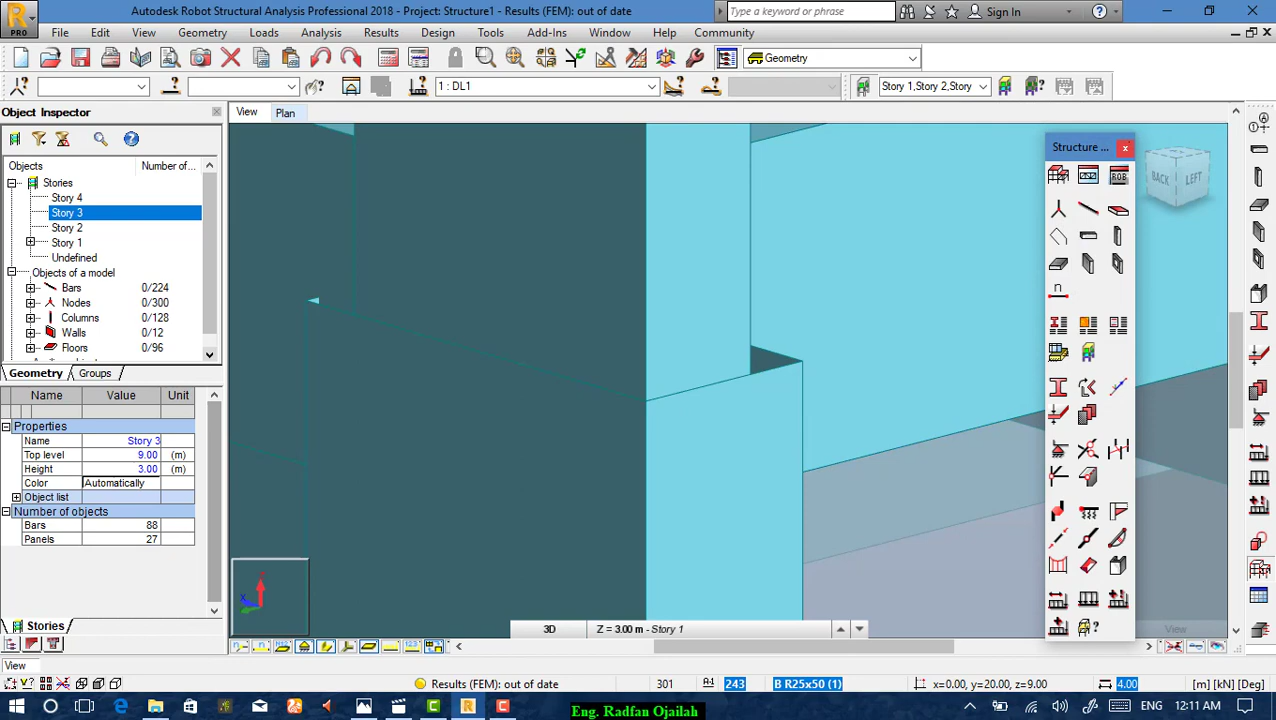 Autodesk Robot Structural Analysis Professional 2018 - Project: Structure1 - Results (FEM): out of date
Type a keyword or phrase
Sign In
PRO
File Edit View Geometry Loads Analysis Results Design Tools Add-Ins Window Help Community
Geometry
1 : DL1
Story 1,Story 2,Story
Object Inspector
View Plan
Structure ...
Objects Number of...
Stories
Story 4
Story 3
Story 2
Story 1
Undefined
Objects of a model
Bars 0/224
Nodes 0/300
Columns 0/128
Walls 0/12
Floors 0/96
Geometry Groups
Name Value Unit
Properties
Name Story 3
Top level 9.00 (m)
Height 3.00 (m)
Color Automatically
Object list
Number of objects
Bars 88
Panels 27
Stories
BACK LEFT
ROB
n
3D Z = 3.00 m - Story 1
View
View
Results (FEM): out of date 301 243 B R25x50 (1) x=0.00, y=20.00, z=9.00 4.00 [m] [kN] [Deg]
Eng. Radfan Ojailah
ENG 12:11 AM